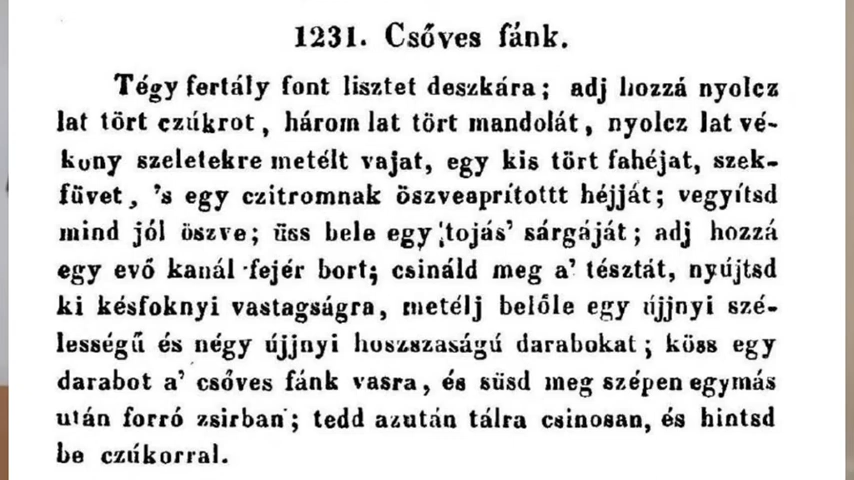 1231. Csőves fánk.
Tégy fertály font lisztet deszkára; adj hozzá nyolcz
lat tört czúkrot, három lat tört mandolát, nyolcz lat vé-
kony szeletekre metélt vajat, egy kis tört fahéjat, szek-
füvet, 's egy czitromnak öszveaprítottt héjját; vegyítsd
mind jól öszve; üss bele egy tojás' sárgáját; adj hozzá
egy evő kanál fejér bort; csináld meg a' tésztát, nyújtsd
ki késfoknyi vastagságra, metélj belőle egy újjnyi szé-
lességű és négy újjnyi huszszaságú darabokat; köss egy
darabot a' csőves fánk vasra, és süsd meg szépen egymás
után forró zsirban; tedd azután tálra csinosan, és hintsd
be czúkorral.